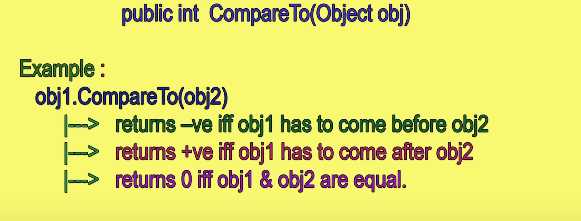 public int CompareTo(Object obj)
Example :
obj1.CompareTo(obj2)
|---> returns –ve iff obj1 has to come before obj2
|---> returns +ve iff obj1 has to come after obj2
|---> returns 0 iff obj1 & obj2 are equal.